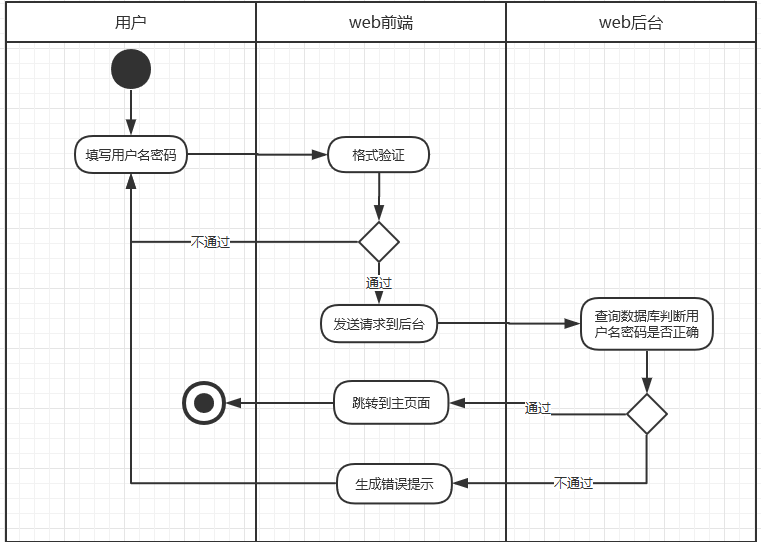 用户
web前端
web后台
填写用户名密码
格式验证
不通过
通过
发送请求到后台
查询数据库判断用
户名密码是否正确
跳转到主页面
通过
生成错误提示
不通过